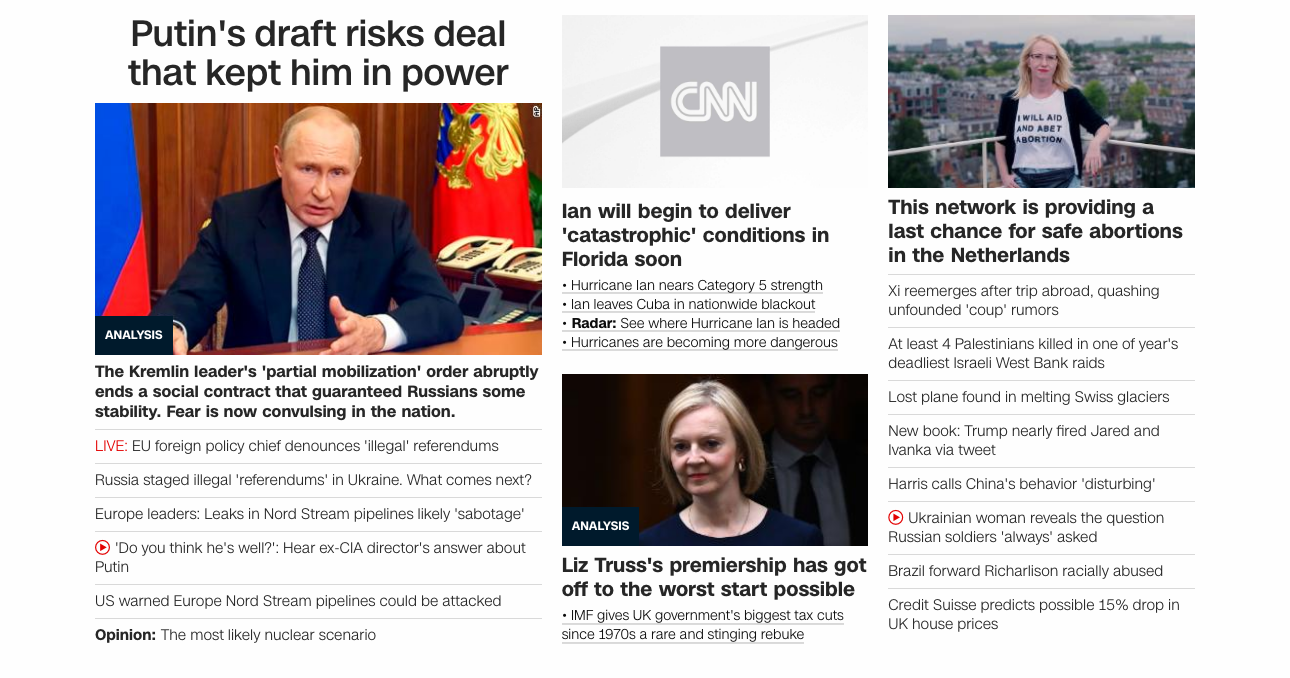 Putin's draft risks deal
that kept him in power
AP
ANALYSIS
The Kremlin leader's 'partial mobilization' order abruptly
ends a social contract that guaranteed Russians some
stability. Fear is now convulsing in the nation.
LIVE: EU foreign policy chief denounces 'illegal' referendums
Russia staged illegal 'referendums' in Ukraine. What comes next?
Europe leaders: Leaks in Nord Stream pipelines likely 'sabotage'
'Do you think he's well?': Hear ex-CIA director's answer about
Putin
US warned Europe Nord Stream pipelines could be attacked
Opinion: The most likely nuclear scenario
CNN
Ian will begin to deliver
'catastrophic' conditions in
Florida soon
• Hurricane Ian nears Category 5 strength
• Ian leaves Cuba in nationwide blackout
• Radar: See where Hurricane Ian is headed
• Hurricanes are becoming more dangerous
ANALYSIS
Liz Truss's premiership has got
off to the worst start possible
• IMF gives UK government's biggest tax cuts
since 1970s a rare and stinging rebuke
I WILL AID
AND ABET
ABORTION
This network is providing a
last chance for safe abortions
in the Netherlands
Xi reemerges after trip abroad, quashing
unfounded 'coup' rumors
At least 4 Palestinians killed in one of year's
deadliest Israeli West Bank raids
Lost plane found in melting Swiss glaciers
New book: Trump nearly fired Jared and
Ivanka via tweet
Harris calls China's behavior 'disturbing'
Ukrainian woman reveals the question
Russian soldiers 'always' asked
Brazil forward Richarlison racially abused
Credit Suisse predicts possible 15% drop in
UK house prices